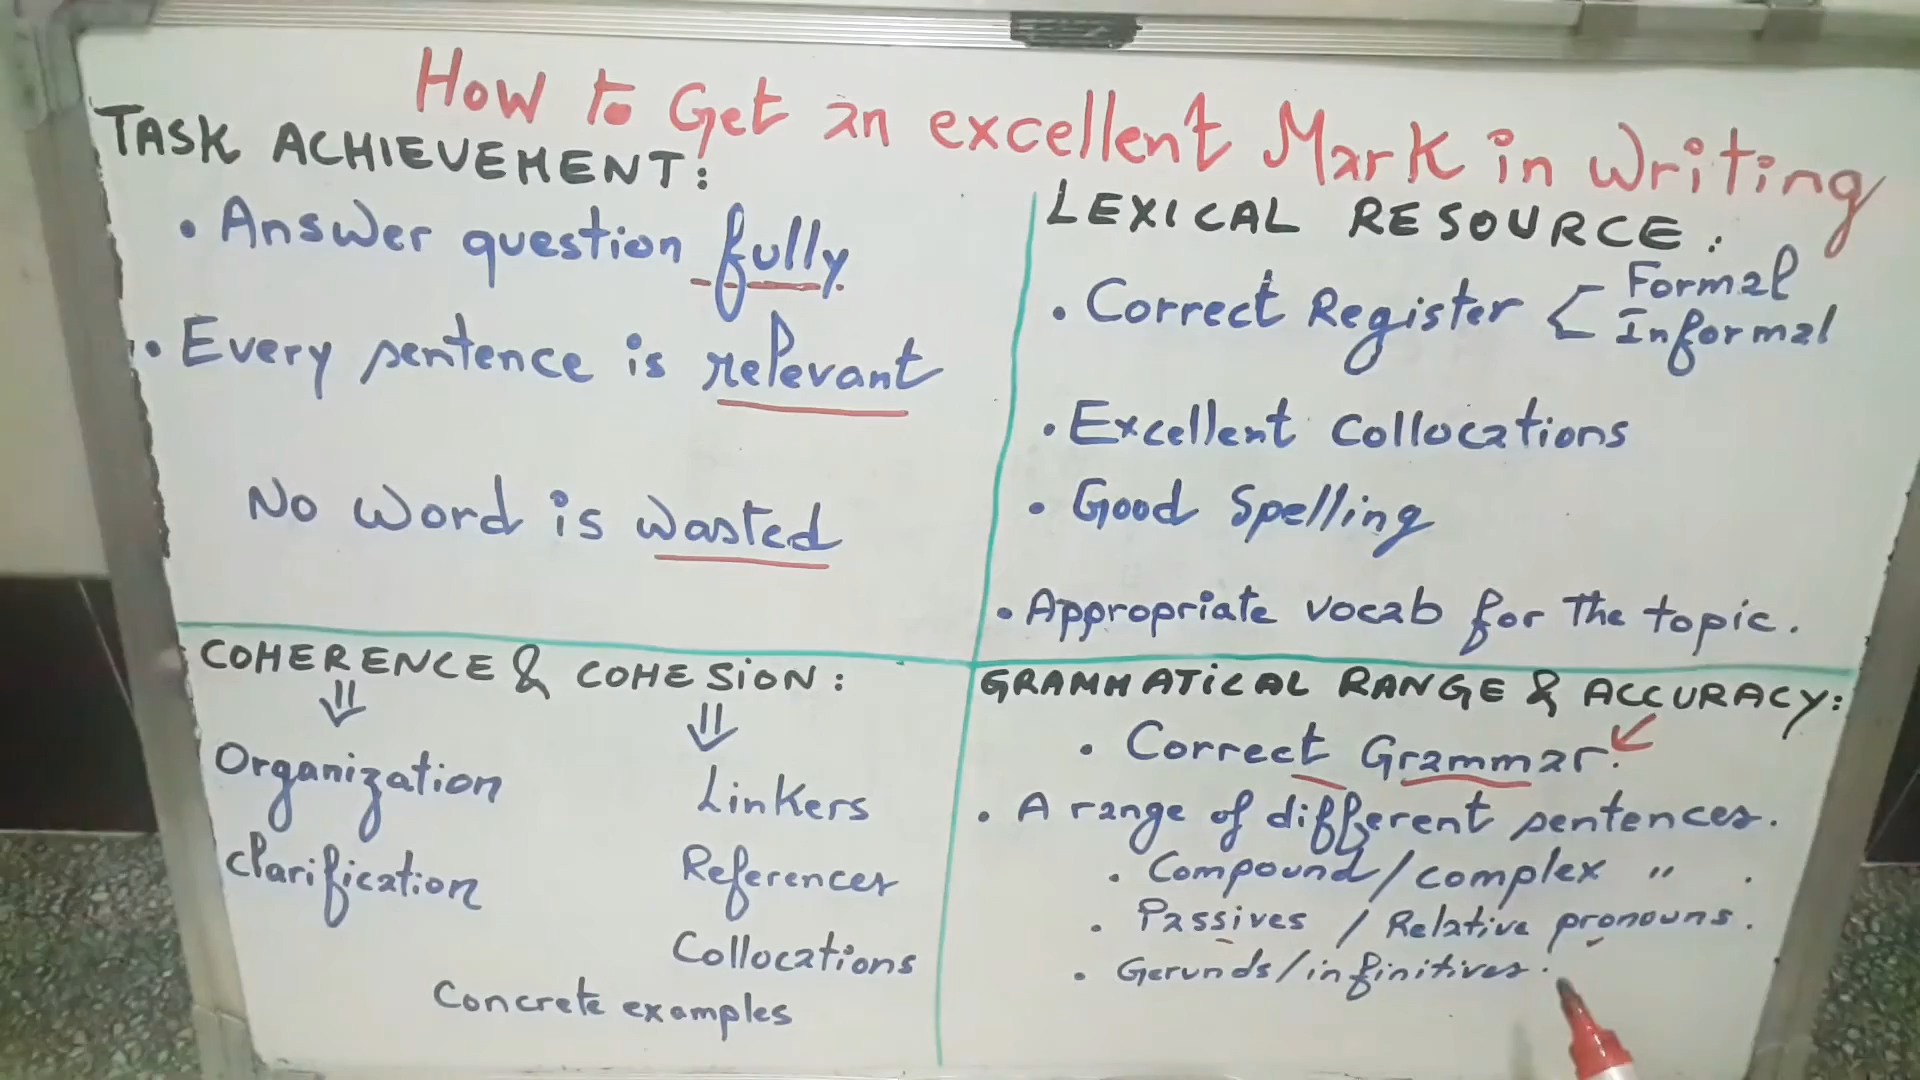 How to Get an excellent Mark in Writing
TASK ACHIEVEMENT:
• Answer question fully.
• Every sentence is relevant
No word is wasted
LEXICAL RESOURCE:
• Correct Register < Formal
Informal
• Excellent Collocations
• Good Spelling
• Appropriate vocab for The topic.
COHERENCE & COHESION:
⇓ ⇓
Organization Linkers
Clarification References
Collocations
Concrete examples
GRAMMATICAL RANGE & ACCURACY:
• Correct Grammar.
• A range of different sentences.
• Compound/complex " .
• Passives / Relative pronouns.
• Gerunds/infinitives.